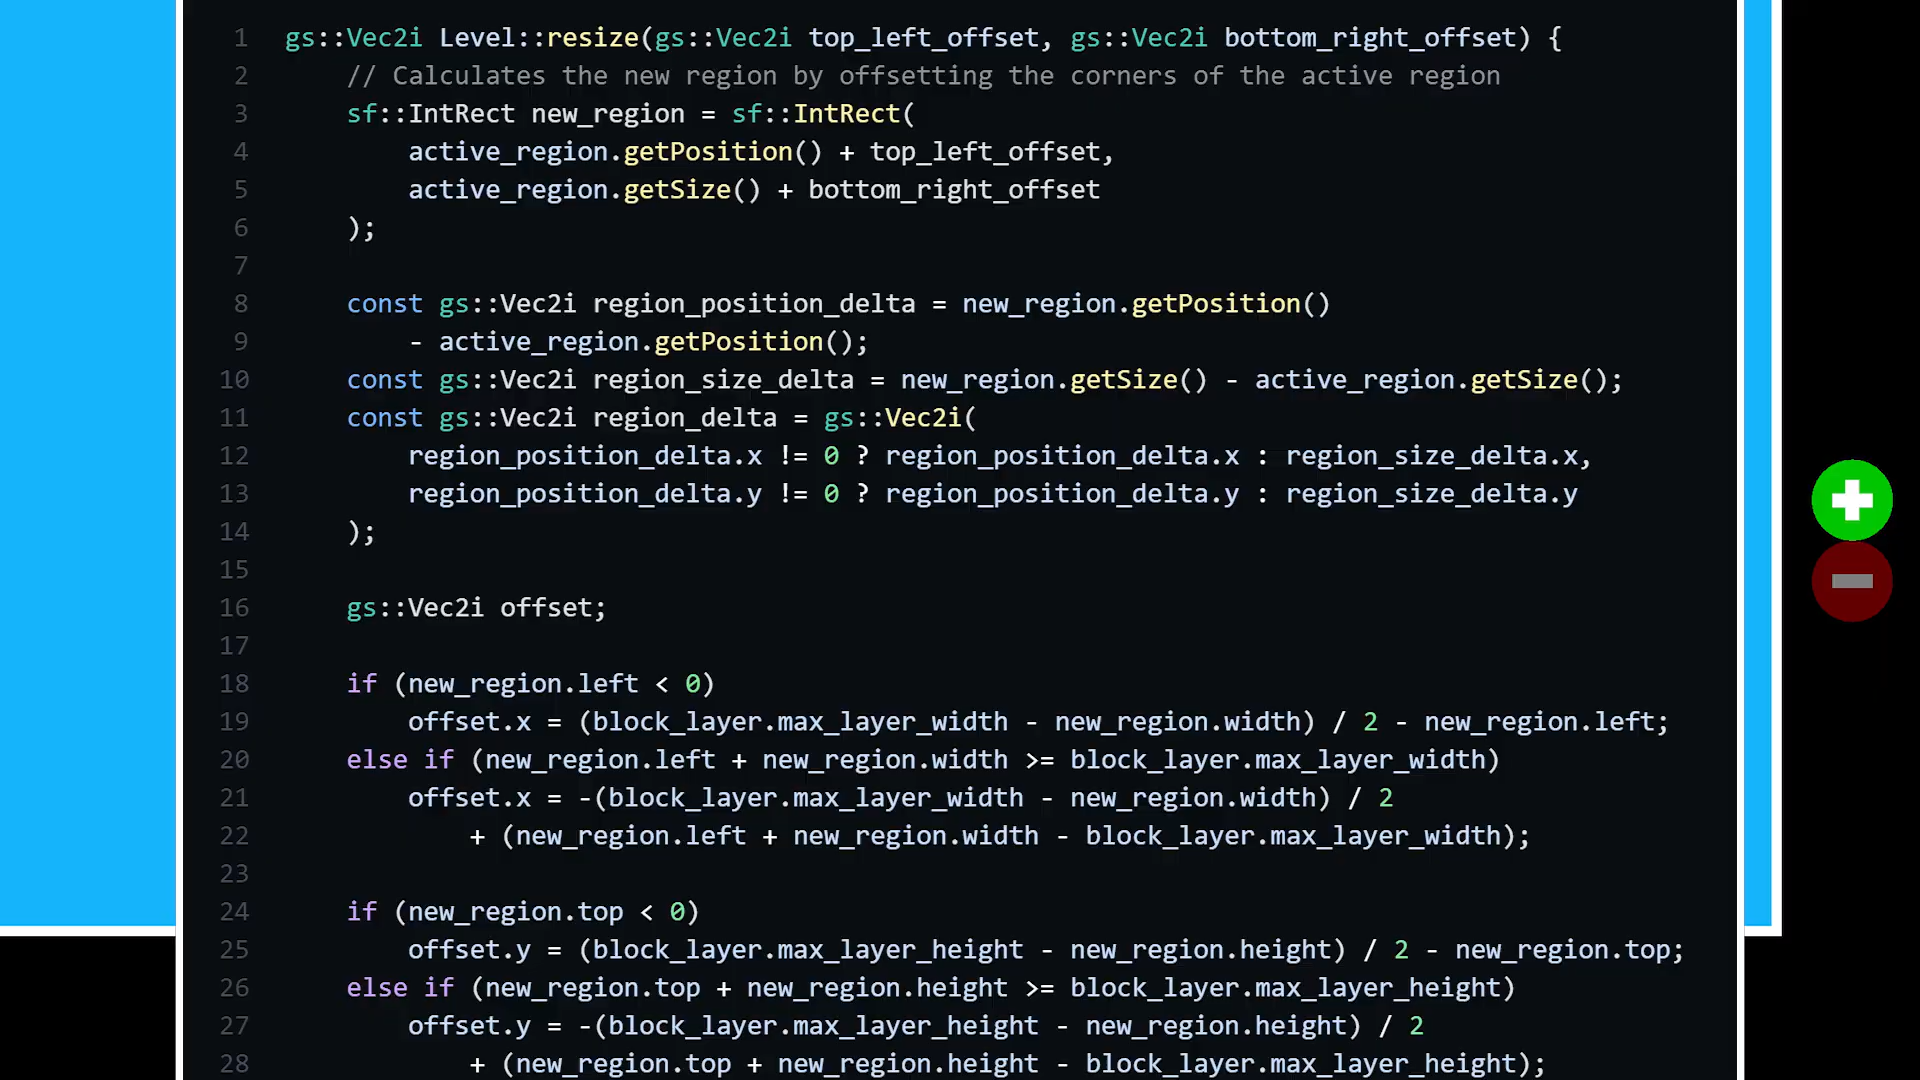 1 gs::Vec2i Level::resize(gs::Vec2i top_left_offset, gs::Vec2i bottom_right_offset) {
2 // Calculates the new region by offsetting the corners of the active region
3 sf::IntRect new_region = sf::IntRect(
4 active_region.getPosition() + top_left_offset,
5 active_region.getSize() + bottom_right_offset
6 );
7
8 const gs::Vec2i region_position_delta = new_region.getPosition()
9 - active_region.getPosition();
10 const gs::Vec2i region_size_delta = new_region.getSize() - active_region.getSize();
11 const gs::Vec2i region_delta = gs::Vec2i(
12 region_position_delta.x != 0 ? region_position_delta.x : region_size_delta.x,
13 region_position_delta.y != 0 ? region_position_delta.y : region_size_delta.y
14 );
15
16 gs::Vec2i offset;
17
18 if (new_region.left < 0)
19 offset.x = (block_layer.max_layer_width - new_region.width) / 2 - new_region.left;
20 else if (new_region.left + new_region.width >= block_layer.max_layer_width)
21 offset.x = -(block_layer.max_layer_width - new_region.width) / 2
22 + (new_region.left + new_region.width - block_layer.max_layer_width);
23
24 if (new_region.top < 0)
25 offset.y = (block_layer.max_layer_height - new_region.height) / 2 - new_region.top;
26 else if (new_region.top + new_region.height >= block_layer.max_layer_height)
27 offset.y = -(block_layer.max_layer_height - new_region.height) / 2
28 + (new_region.top + new_region.height - block_layer.max_layer_height);